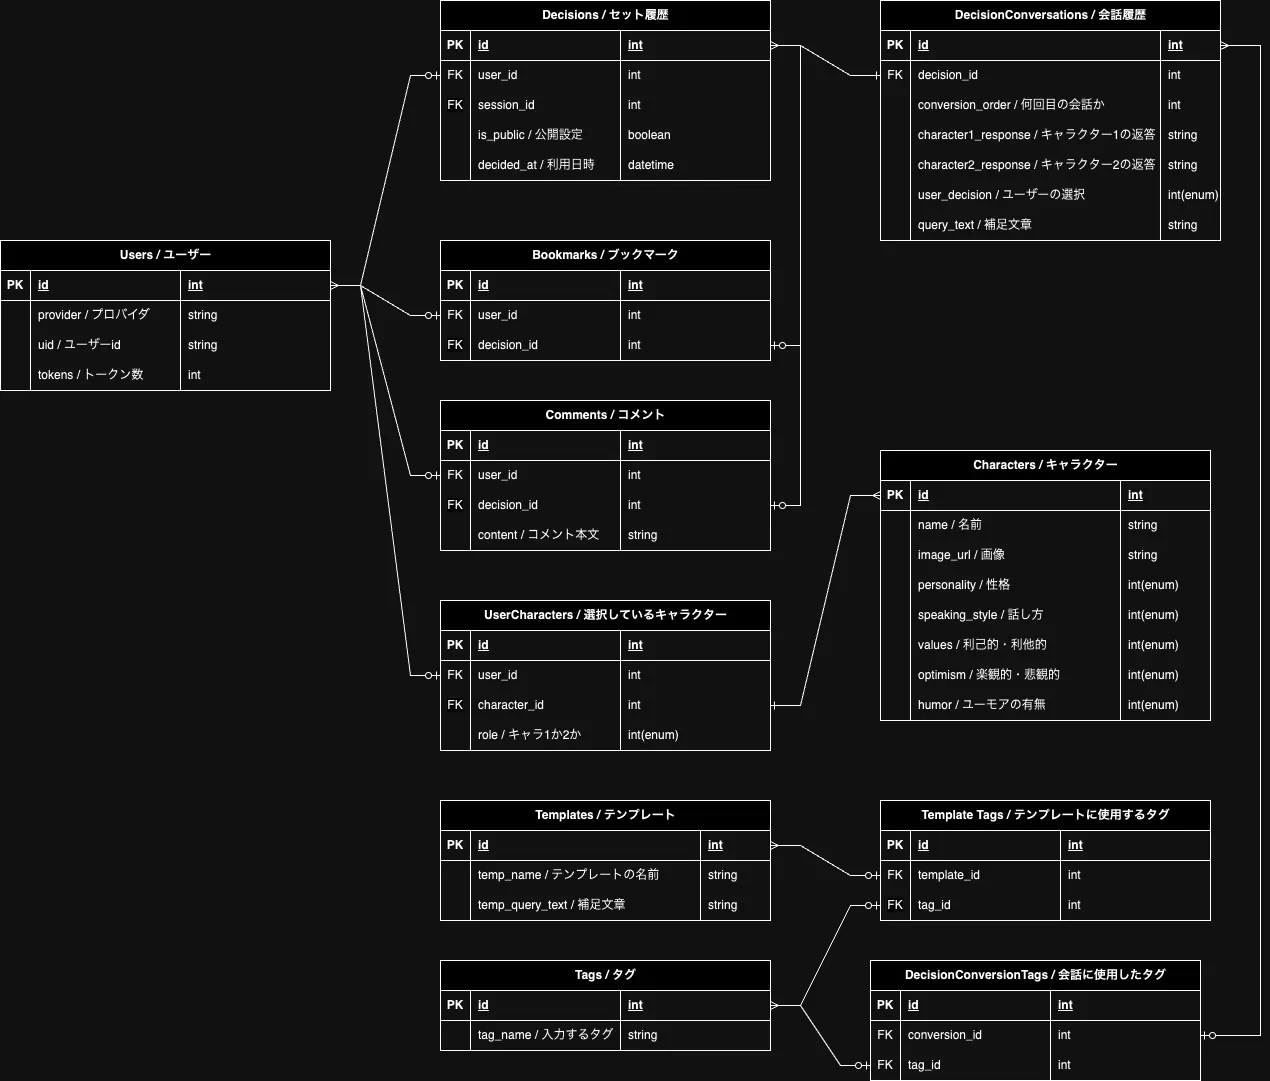 Decisions / セット履歴
PK id int
FK user_id int
FK session_id int
is_public / 公開設定 boolean
decided_at / 利用日時 datetime
DecisionConversations / 会話履歴
PK id int
FK decision_id int
conversion_order / 何回目の会話か int
character1_response / キャラクター1の返答 string
character2_response / キャラクター2の返答 string
user_decision / ユーザーの選択 int(enum)
query_text / 補足文章 string
Users / ユーザー
PK id int
provider / プロバイダ string
uid / ユーザーid string
tokens / トークン数 int
Bookmarks / ブックマーク
PK id int
FK user_id int
FK decision_id int
Comments / コメント
PK id int
FK user_id int
FK decision_id int
content / コメント本文 string
Characters / キャラクター
PK id int
name / 名前 string
image_url / 画像 string
personality / 性格 int(enum)
speaking_style / 話し方 int(enum)
values / 利己的・利他的 int(enum)
optimism / 楽観的・悲観的 int(enum)
humor / ユーモアの有無 int(enum)
UserCharacters / 選択しているキャラクター
PK id int
FK user_id int
FK character_id int
role / キャラ1か2か int(enum)
Templates / テンプレート
PK id int
temp_name / テンプレートの名前 string
temp_query_text / 補足文章 string
Template Tags / テンプレートに使用するタグ
PK id int
FK template_id int
FK tag_id int
Tags / タグ
PK id int
tag_name / 入力するタグ string
DecisionConversionTags / 会話に使用したタグ
PK id int
FK conversion_id int
FK tag_id int